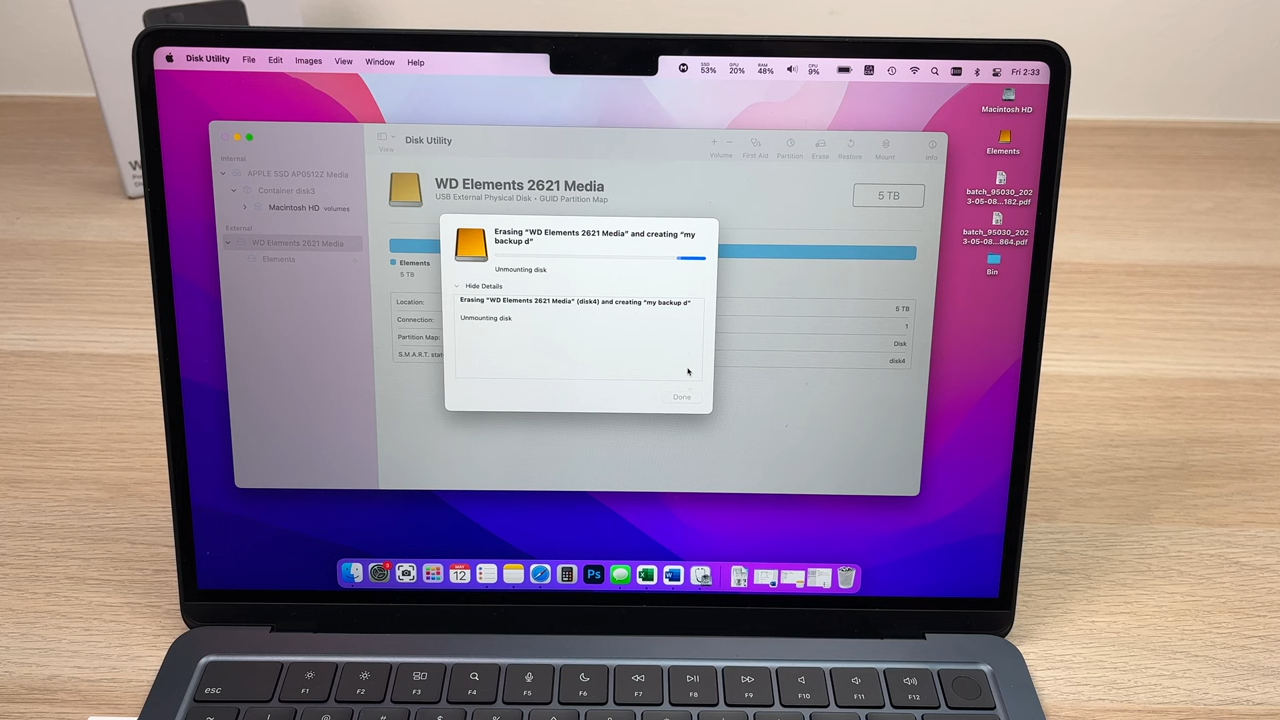 Disk Utility File Edit Images View Window Help
SSD 53% GPU 20% RAM 48% CPU 9% Fri 2:33
Macintosh HD
Elements
batch_95030_202
3-05-08...182.pdf
batch_95030_202
3-05-08...864.pdf
Bin
Internal
APPLE SSD AP0512Z Media
Container disk3
Macintosh HD volumes
External
WD Elements 2621 Media
Elements
Disk Utility
View
Volume First Aid Partition Erase Restore Mount Info
WD Elements 2621 Media
USB External Physical Disk • GUID Partition Map
5 TB
Elements
5 TB
Location:
Connection:
Partition Map:
S.M.A.R.T. stat
5 TB
1
Disk
disk4
Erasing “WD Elements 2621 Media” and creating “my
backup d”
Unmounting disk
Hide Details
Erasing “WD Elements 2621 Media” (disk4) and creating “my backup d”
Unmounting disk
Done
MAY
12
Ps
esc F1 F2 F3 F4 F5 F6 F7 F8 F9 F10 F11 F12
~ ! @ # $ % ^ & * ( )